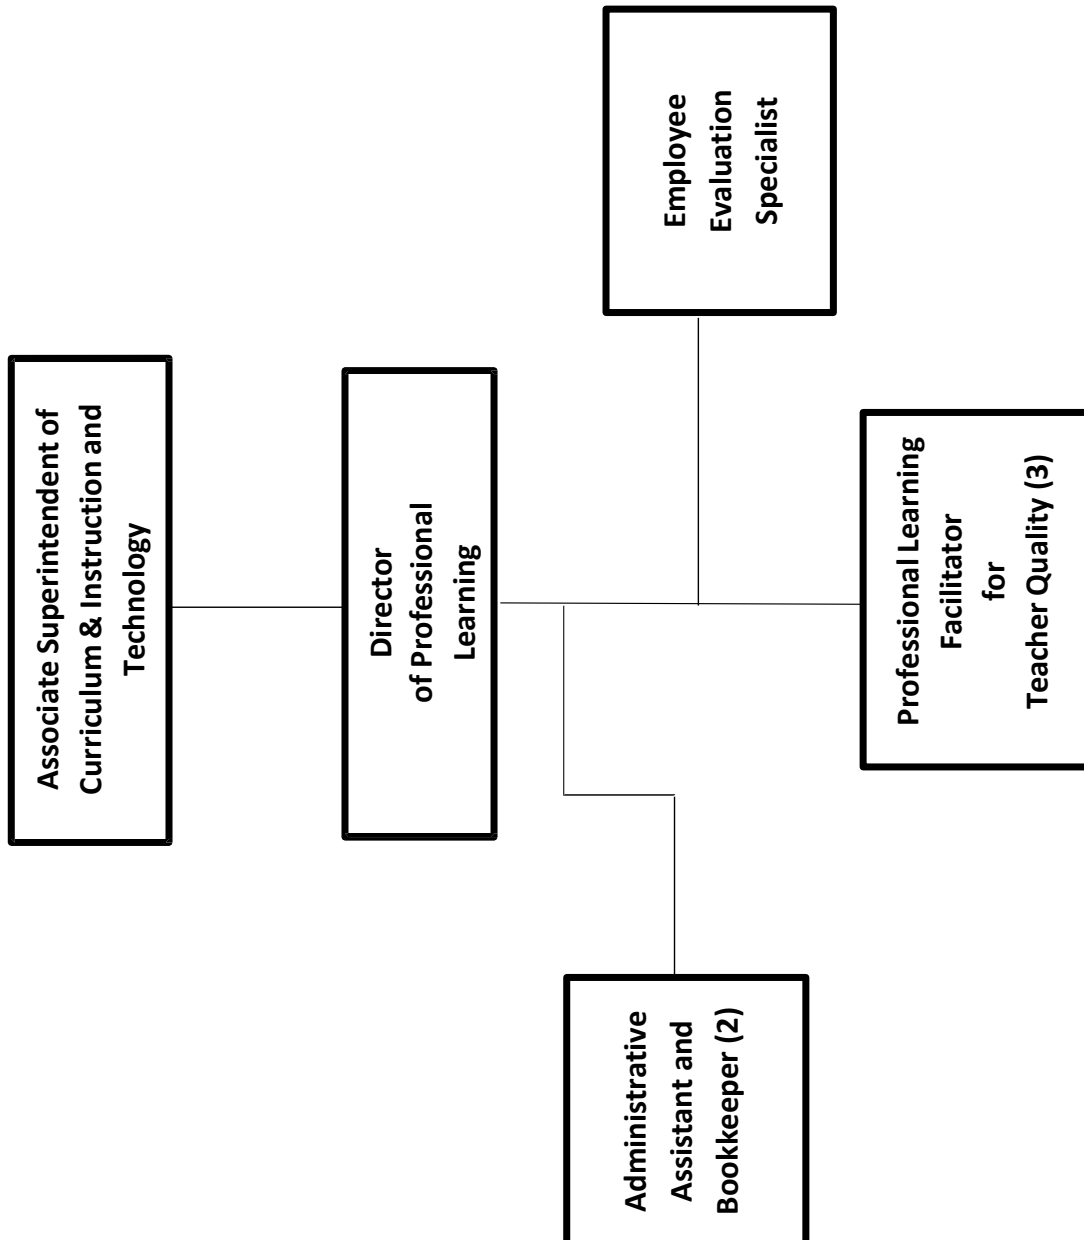 Associate Superintendent of
Curriculum & Instruction and
Technology
Director
of Professional
Learning
Administrative
Assistant and
Bookkeeper (2)
Employee
Evaluation
Specialist
Professional Learning
Facilitator
for
Teacher Quality (3)